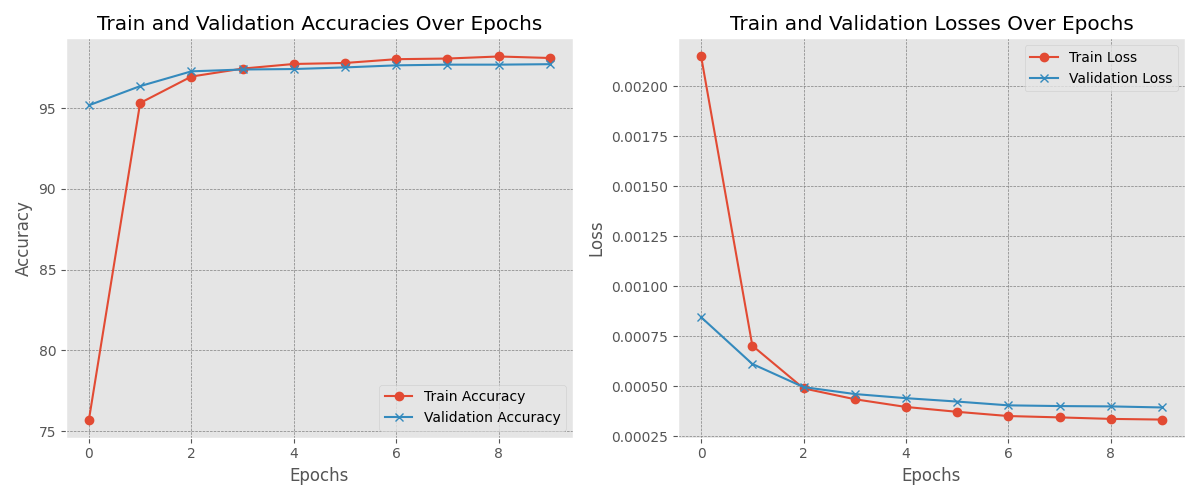 Train and Validation Accuracies Over Epochs
Accuracy
95
90
85
80
75
0 2 4 6 8
Epochs
Train Accuracy
Validation Accuracy
Train and Validation Losses Over Epochs
Loss
0.00200
0.00175
0.00150
0.00125
0.00100
0.00075
0.00050
0.00025
0 2 4 6 8
Epochs
Train Loss
Validation Loss